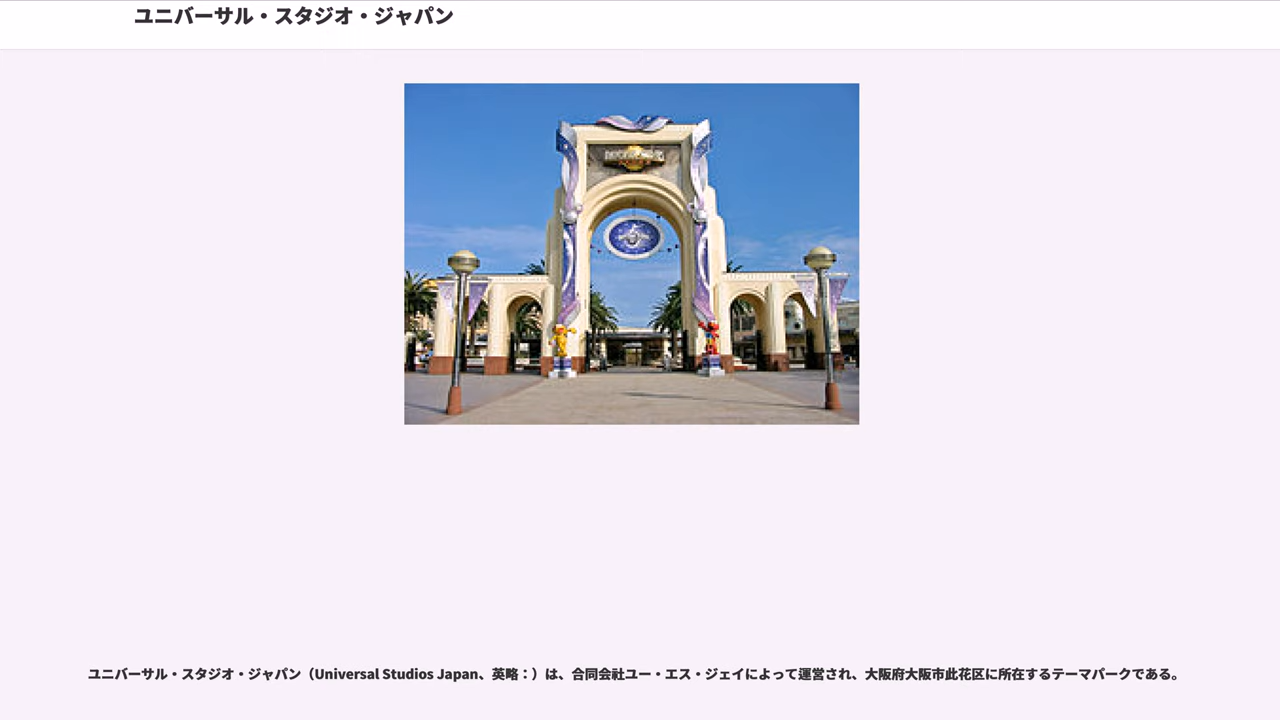 ユニバーサル・スタジオ・ジャパン
ユニバーサル・スタジオ・ジャパン（Universal Studios Japan、英略：）は、合同会社ユー・エス・ジェイによって運営され、大阪府大阪市此花区に所在するテーマパークである。